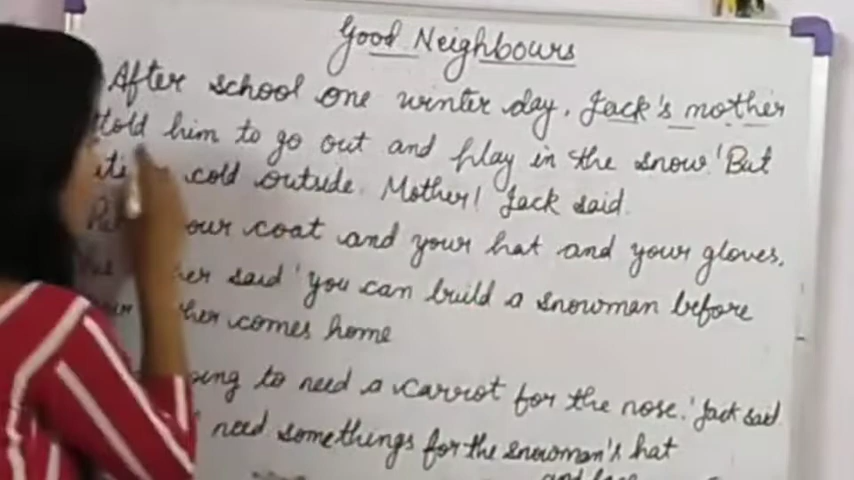 Good Neighbours
After school one winter day, Jack's mother
told him to go out and play in the snow. 'But
cold outside. Mother! Jack said.
our coat and your hat and your gloves.
said 'you can build a snowman before
comes home
to need a carrot for the nose.' Jack said
need somethings for the snowman's hat
and face